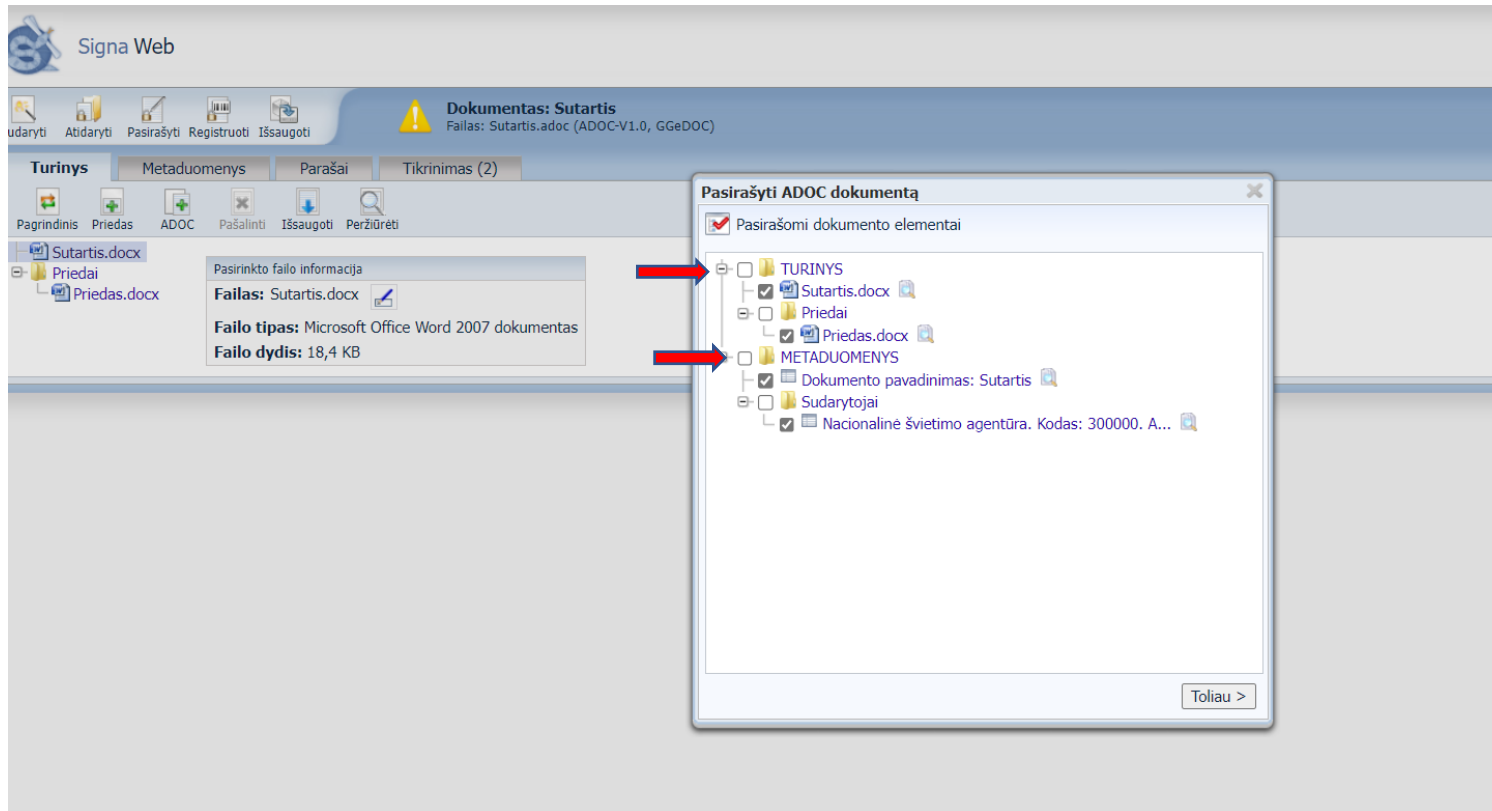 Signa Web
udaryti Atidaryti Pasirašyti Registruoti Išsaugoti
Dokumentas: Sutartis
Failas: Sutartis.adoc (ADOC-V1.0, GGeDOC)
Turinys Metaduomenys Parašai Tikrinimas (2)
Pagrindinis Priedas ADOC Pašalinti Išsaugoti Peržiūrėti
Sutartis.docx
Priedai
Priedas.docx
Pasirinkto failo informacija
Failas: Sutartis.docx
Failo tipas: Microsoft Office Word 2007 dokumentas
Failo dydis: 18,4 KB
Pasirašyti ADOC dokumentą
Pasirašomi dokumento elementai
TURINYS
Sutartis.docx
Priedai
Priedas.docx
METADUOMENYS
Dokumento pavadinimas: Sutartis
Sudarytojai
Nacionalinė švietimo agentūra. Kodas: 300000. A...
Toliau >